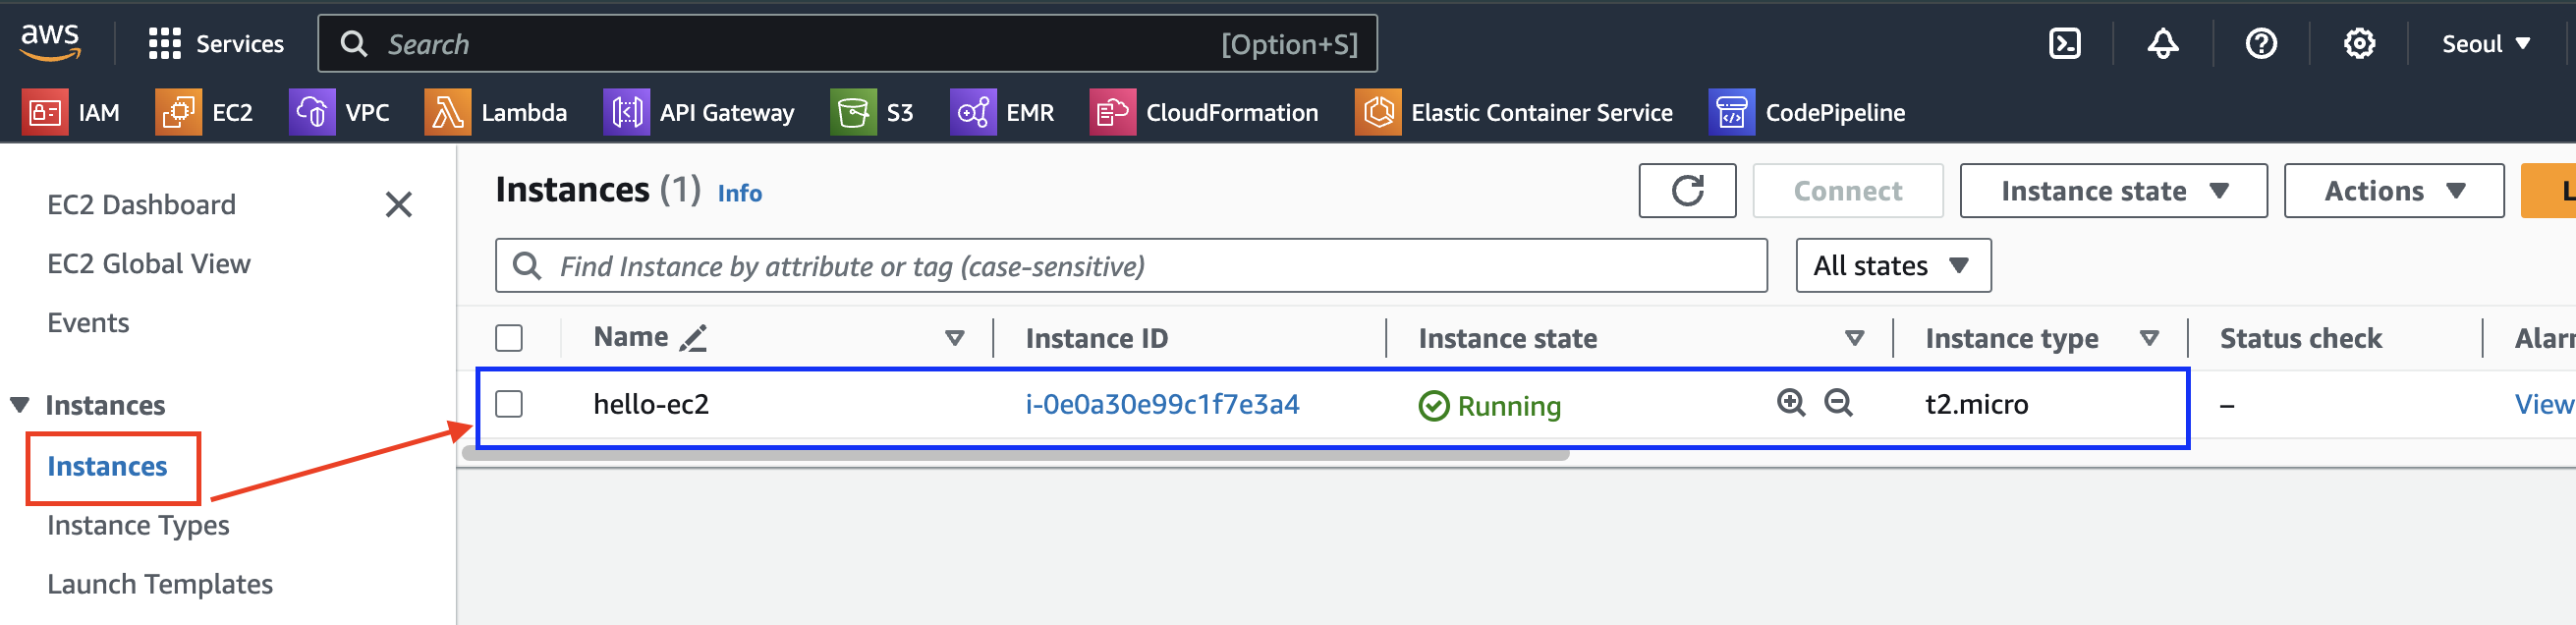 aws Services Search [Option+S] Seoul
IAM EC2 VPC Lambda API Gateway S3 EMR CloudFormation Elastic Container Service CodePipeline
EC2 Dashboard
EC2 Global View
Events
Instances
Instances
Instance Types
Launch Templates
Instances (1) Info Connect Instance state Actions L
Find Instance by attribute or tag (case-sensitive) All states
Name Instance ID Instance state Instance type Status check Alarm
hello-ec2 i-0e0a30e99c1f7e3a4 Running t2.micro – View